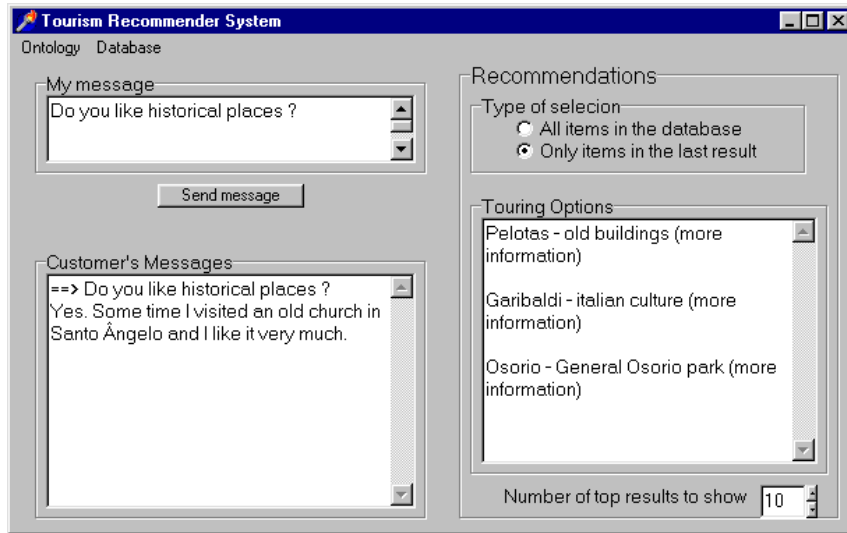 Tourism Recommender System
Ontology Database
My message
Do you like historical places ?
Send message
Customer's Messages
==> Do you like historical places ?
Yes. Some time I visited an old church in
Santo Ângelo and I like it very much.
Recommendations
Type of selecion
All items in the database
Only items in the last result
Touring Options
Pelotas - old buildings (more
information)
Garibaldi - italian culture (more
information)
Osorio - General Osorio park (more
information)
Number of top results to show 10